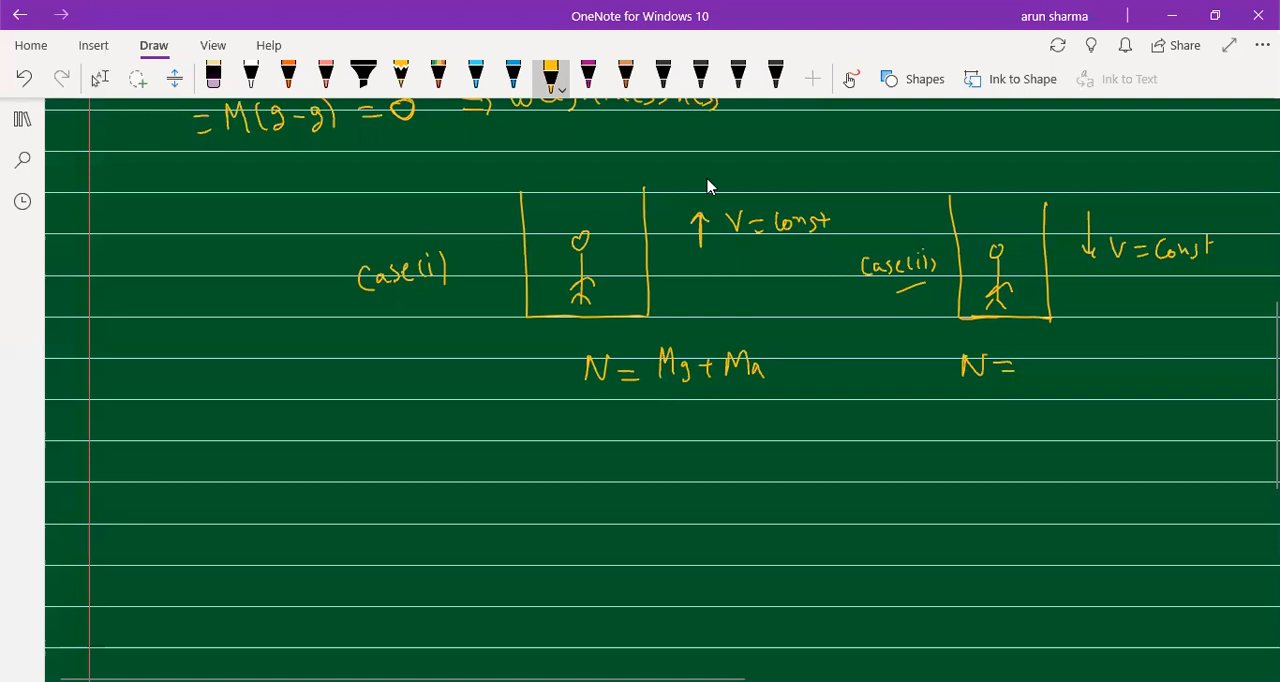 OneNote for Windows 10
arun sharma
Home Insert Draw View Help
Share
Shapes Ink to Shape Ink to Text
= M(g-g) = 0 ⇒
Case(i) ↑ V = Const
Case(ii) ↓ V = Const
N = Mg + Ma
N =